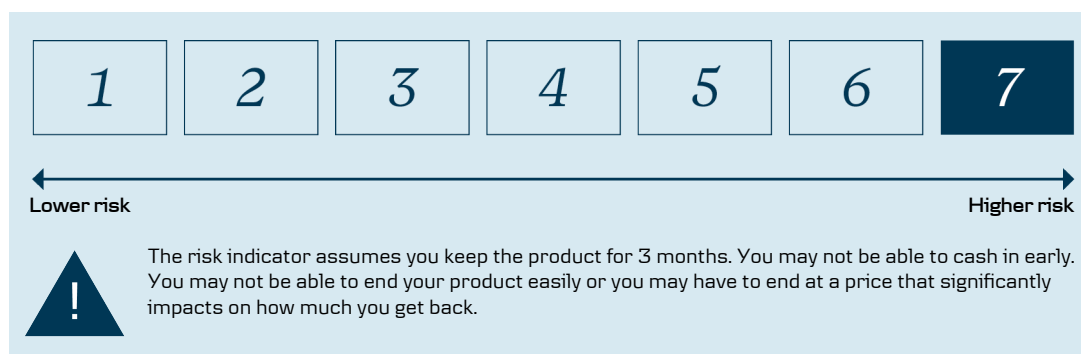 1 2 3 4 5 6 7
Lower risk Higher risk
The risk indicator assumes you keep the product for 3 months. You may not be able to cash in early.
You may not be able to end your product easily or you may have to end at a price that significantly
impacts on how much you get back.
!